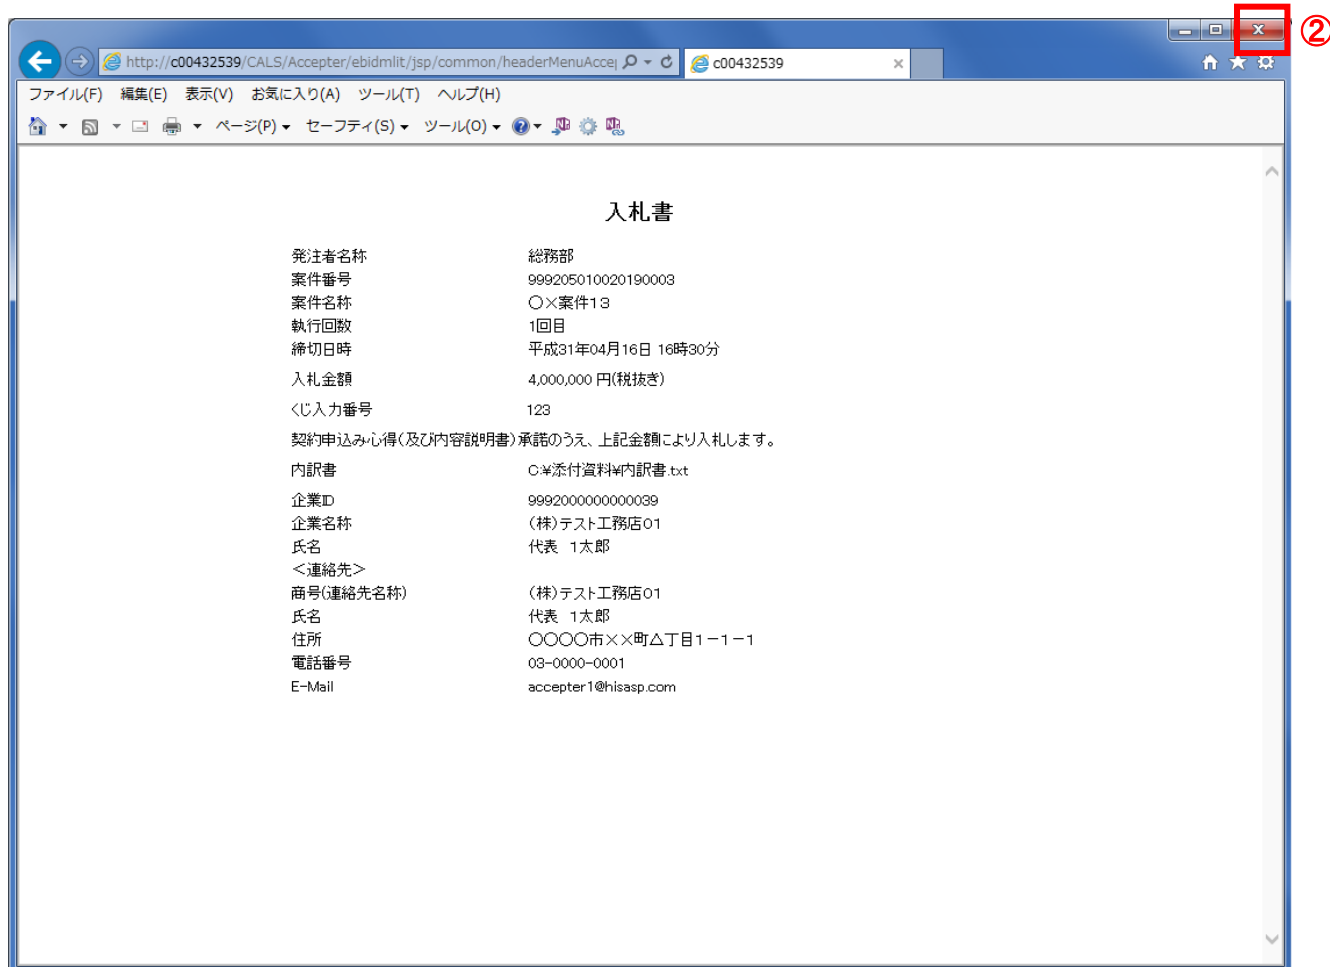 ②
http://c00432539/CALS/Accepter/ebidmlit/jsp/common/headerMenuAcce
c00432539
ファイル(F) 編集(E) 表示(V) お気に入り(A) ツール(T) ヘルプ(H)
ページ(P) セーフティ(S) ツール(O)
入札書
発注者名称 総務部
案件番号 999205010020190003
案件名称 〇×案件13
執行回数 1回目
締切日時 平成31年04月16日 16時30分
入札金額 4,000,000 円(税抜き)
くじ入力番号 123
契約申込み心得(及び内容説明書)承諾のうえ、上記金額により入札します。
内訳書 C:¥添付資料¥内訳書.txt
企業ID 9992000000000039
企業名称 (株)テスト工務店01
氏名 代表 1太郎
<連絡先>
商号(連絡先名称) (株)テスト工務店01
氏名 代表 1太郎
住所 〇〇〇〇市××町△丁目1-1-1
電話番号 03-0000-0001
E-Mail accepter1@hisasp.com